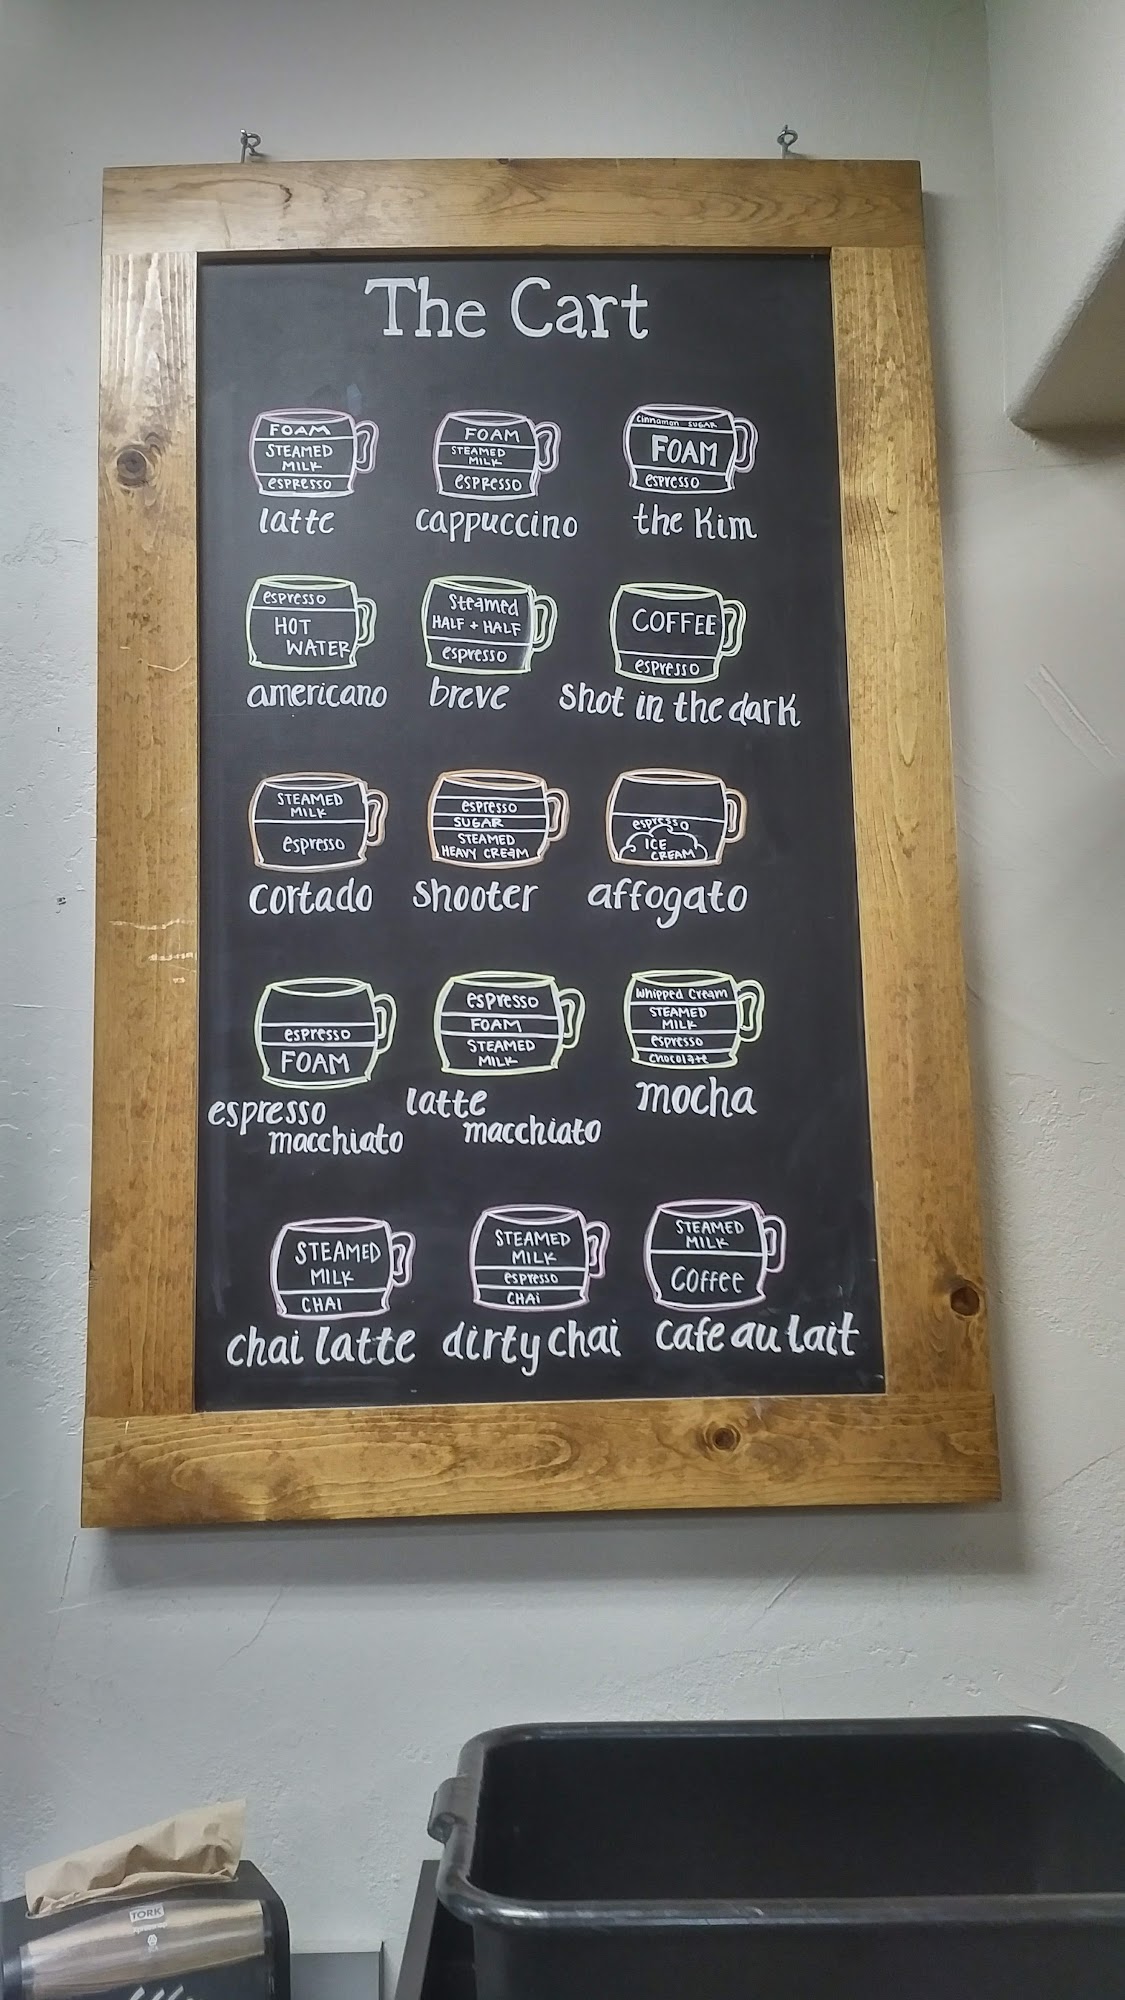 The Cart
FOAM
STEAMED
MILK
espresso
latte
FOAM
STEAMED
MILK
espresso
cappuccino
cinnamon SUGAR
FOAM
espresso
the Kim
espresso
HOT
WATER
americano
Steamed
HALF + HALF
espresso
breve
COFFEE
espresso
shot in the dark
STEAMED
MILK
espresso
cortado
espresso
SUGAR
STEAMED
HEAVY CREAM
shooter
espresso
ICE
CREAM
affogato
espresso
FOAM
espresso
macchiato
espresso
FOAM
STEAMED
MILK
latte
macchiato
whipped Cream
STEAMED
MILK
espresso
chocolate
mocha
STEAMED
MILK
CHAI
chai latte
STEAMED
MILK
espresso
CHAi
dirty chai
STEAMED
MILK
Coffee
cafe au lait
TORK